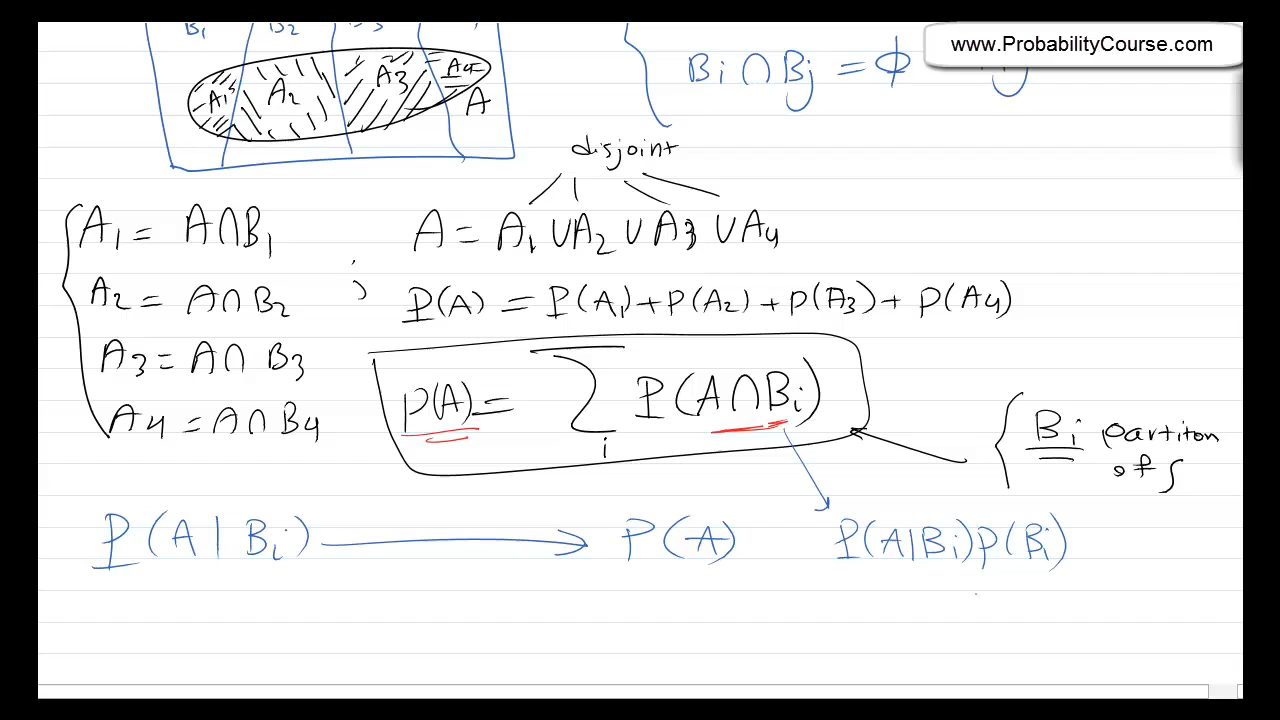 www.ProbabilityCourse.com
B1 B2 B3
A1 A2 A3 A4
A
Bi ∩ Bj = ϕ
disjoint
A1 = A∩B1
A = A1 ∪ A2 ∪ A3 ∪ A4
A2 = A∩B2 ;
P(A) = P(A1) + P(A2) + P(A3) + P(A4)
A3 = A∩B3
P(A) = ∑i P(A∩Bi)
A4 = A∩B4
Bi partiton
of S
P(A|Bi) → P(A)
P(A|Bi)P(Bi)